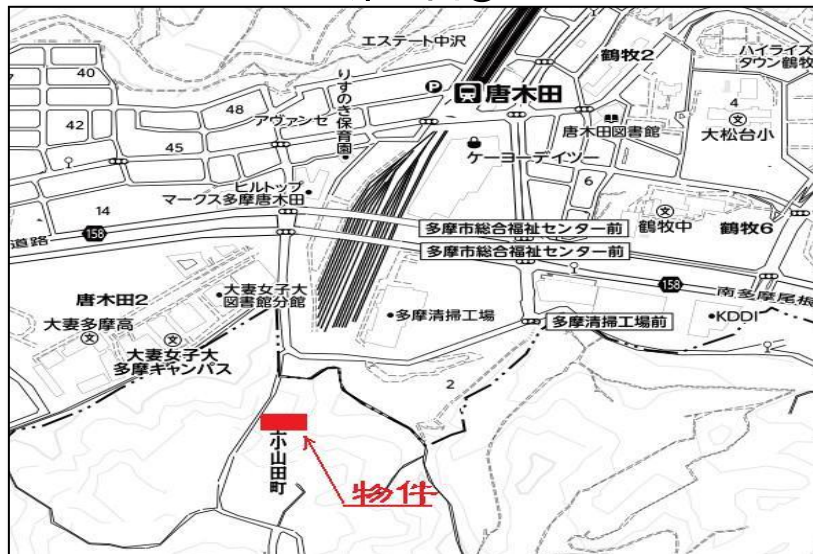 エステート中沢
鶴牧2
ハイライズ
タウン鶴牧
40
りすのき保育園
P
唐木田
4
文
大松台小
48
アヴァンセ
42
唐木田図書館
45
ケーヨーデイツー
6
ヒルトップ
マークス多摩唐木田
14
文
鶴牧中
鶴牧6
道路
158
多摩市総合福祉センター前
多摩市総合福祉センター前
158
南多摩尾根
唐木田2
大妻女子大
図書館分館
大妻多摩高
文
文
多摩清掃工場
多摩清掃工場前
KDDI
大妻女子大
多摩キャンパス
2
小山田町
物件